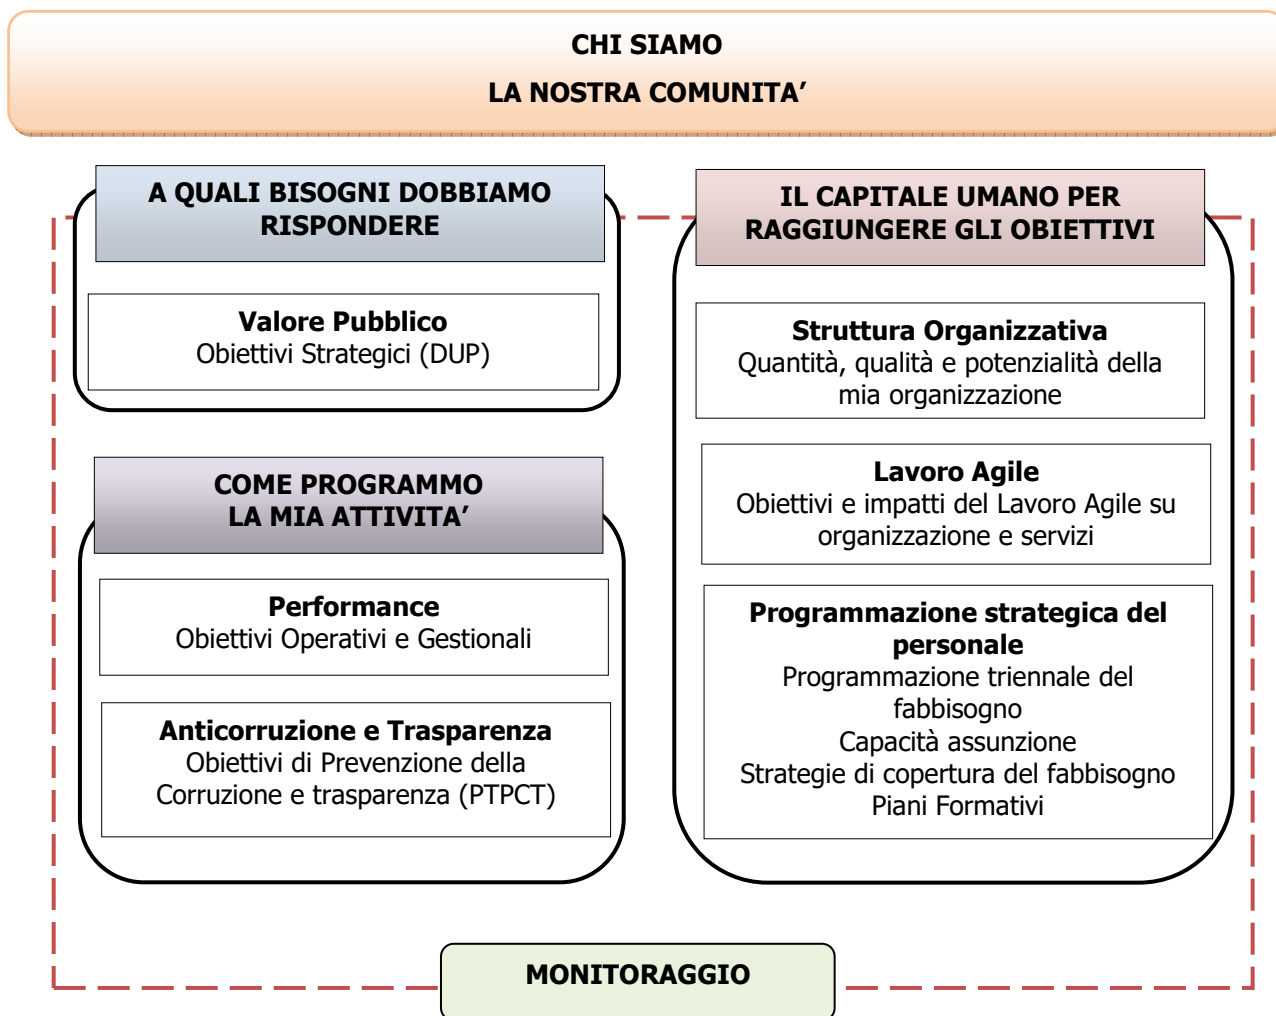 CHI SIAMO
LA NOSTRA COMUNITA’
A QUALI BISOGNI DOBBIAMO
RISPONDERE
Valore Pubblico
Obiettivi Strategici (DUP)
COME PROGRAMMO
LA MIA ATTIVITA’
Performance
Obiettivi Operativi e Gestionali
Anticorruzione e Trasparenza
Obiettivi di Prevenzione della
Corruzione e trasparenza (PTPCT)
IL CAPITALE UMANO PER
RAGGIUNGERE GLI OBIETTIVI
Struttura Organizzativa
Quantità, qualità e potenzialità della
mia organizzazione
Lavoro Agile
Obiettivi e impatti del Lavoro Agile su
organizzazione e servizi
Programmazione strategica del
personale
Programmazione triennale del
fabbisogno
Capacità assunzione
Strategie di copertura del fabbisogno
Piani Formativi
MONITORAGGIO